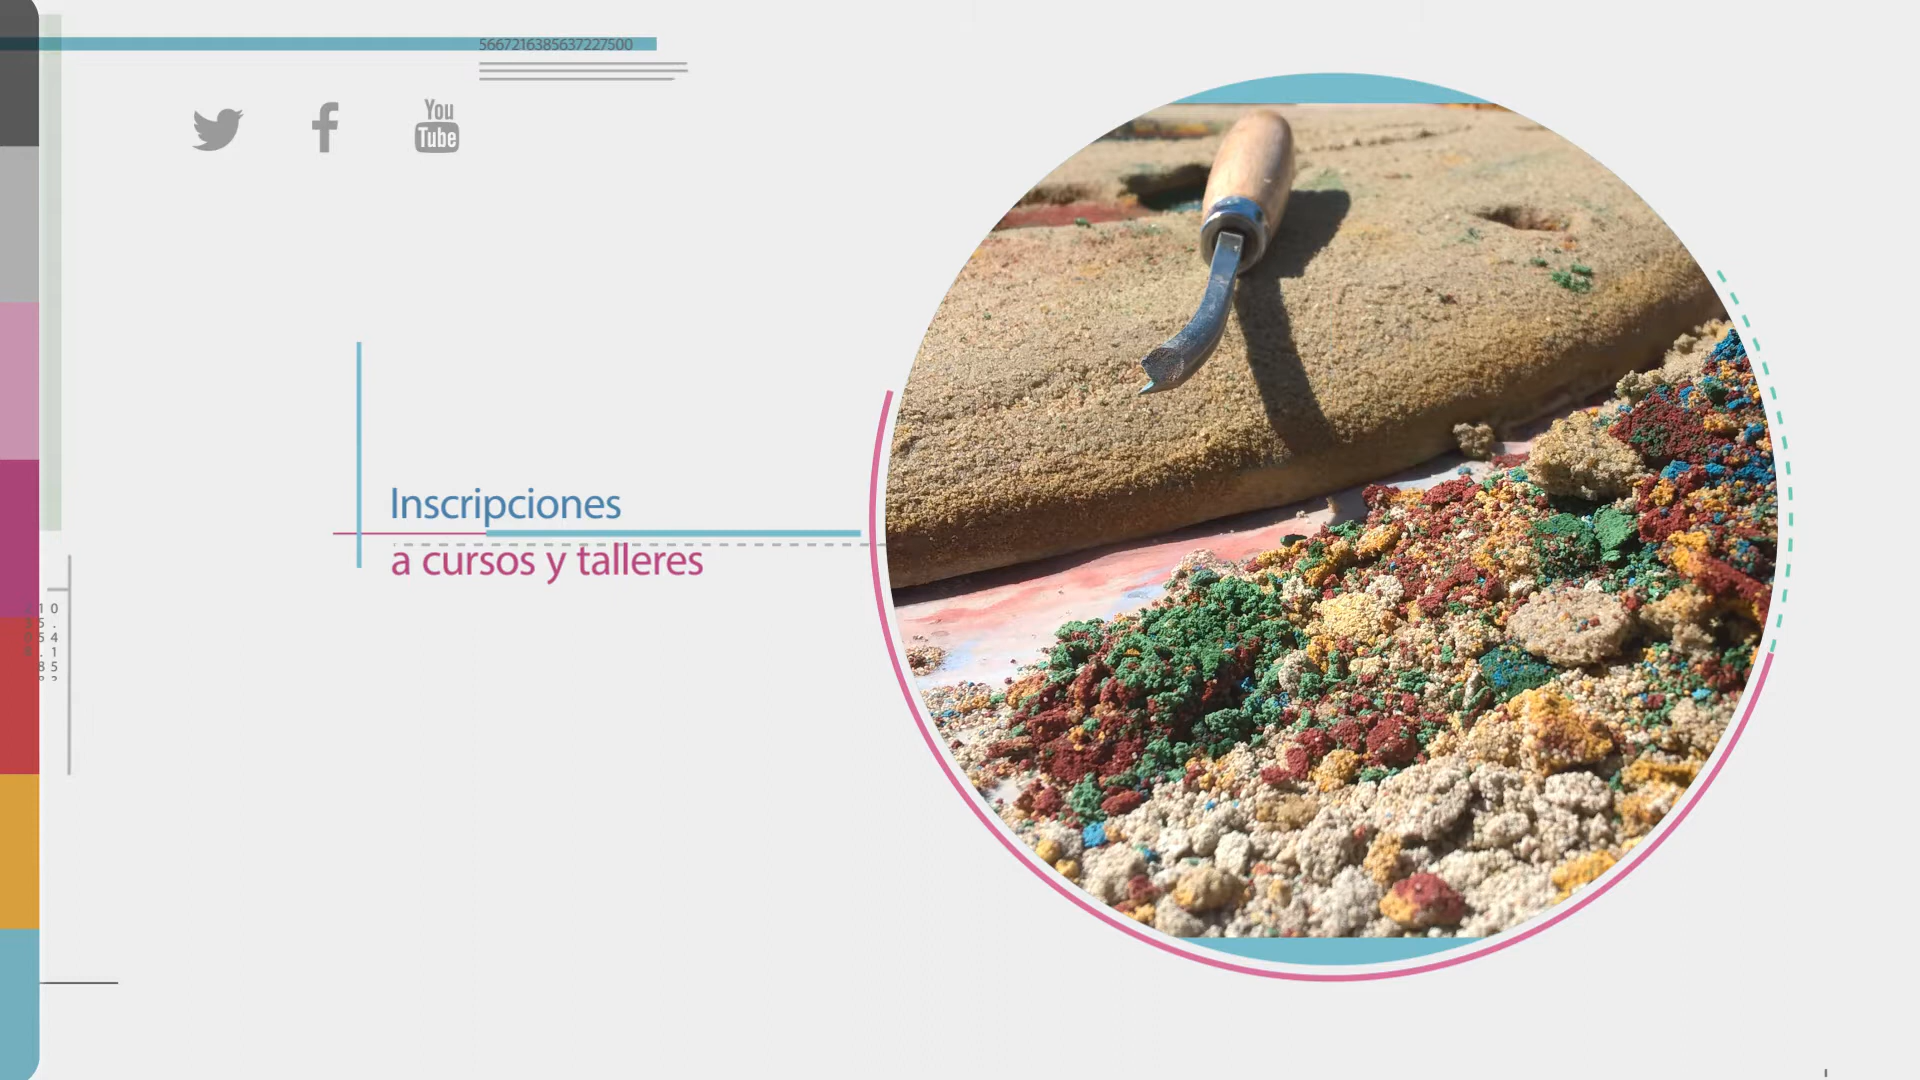 5667216385637227500
You
Tube
Inscripciones
a cursos y talleres